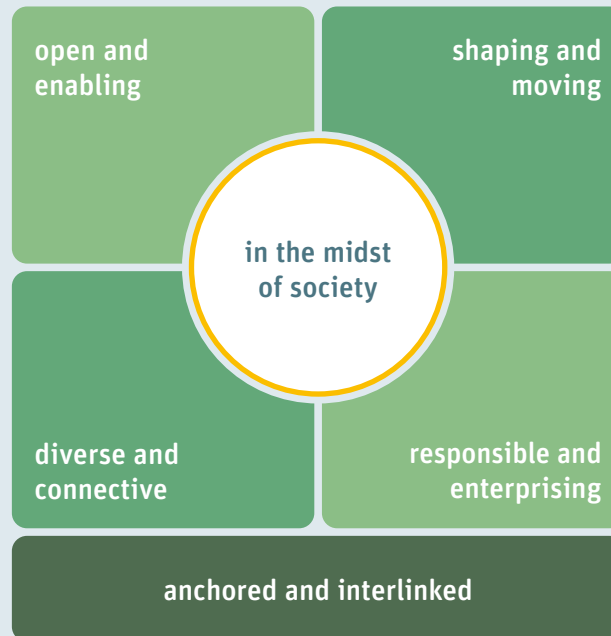 open and
enabling
shaping and
moving
in the midst
of society
diverse and
connective
responsible and
enterprising
anchored and interlinked